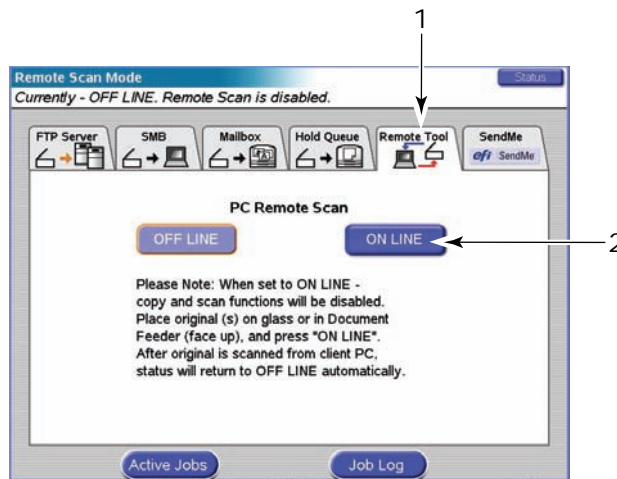 1
Remote Scan Mode
Status
Currently - OFF LINE. Remote Scan is disabled.
FTP Server
SMB
Mailbox
Hold Queue
Remote Tool
SendMe
efi SendMe
PC Remote Scan
OFF LINE
ON LINE
2
Please Note: When set to ON LINE -
copy and scan functions will be disabled.
Place original (s) on glass or in Document
Feeder (face up), and press "ON LINE".
After original is scanned from client PC,
status will return to OFF LINE automatically.
Active Jobs
Job Log